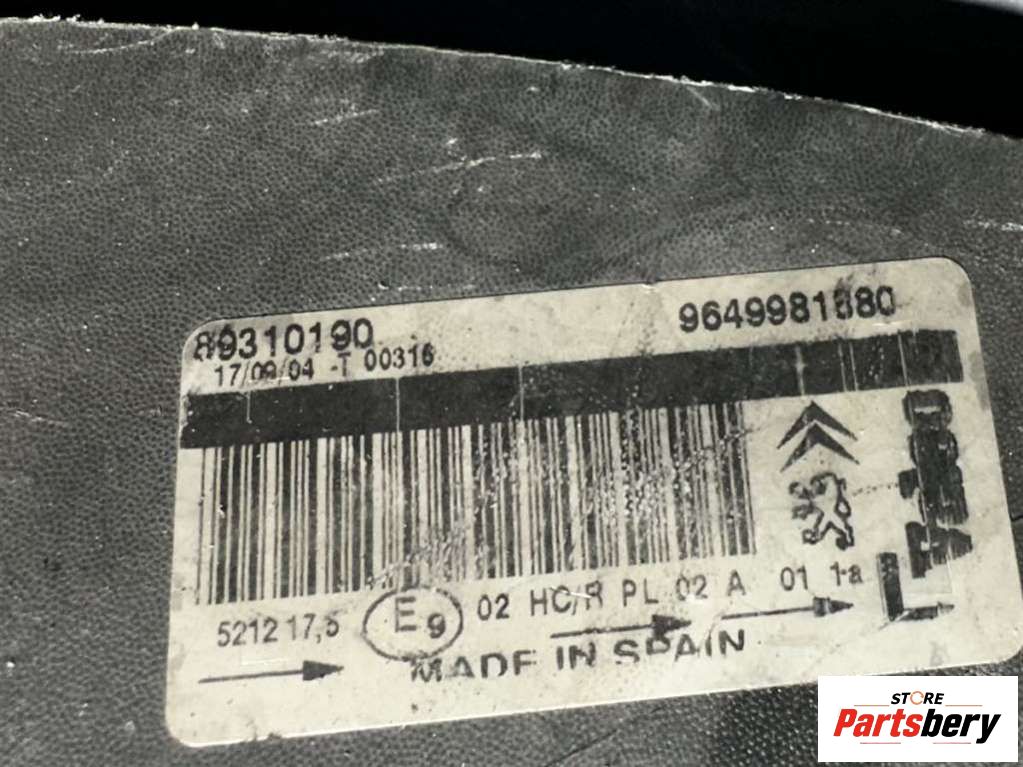 89310190 9649981880
17/09/04 -T 00316
5212 17,5 E9 02 HC/R PL 02 A 01 1a
MADE IN SPAIN
STORE
Partsbery